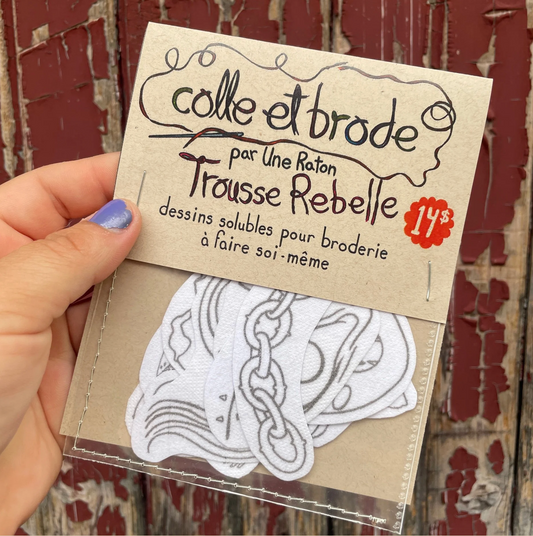 colle et brode
par Une Raton
Trousse Rebelle
14$
dessins solubles pour broderie
à faire soi-même